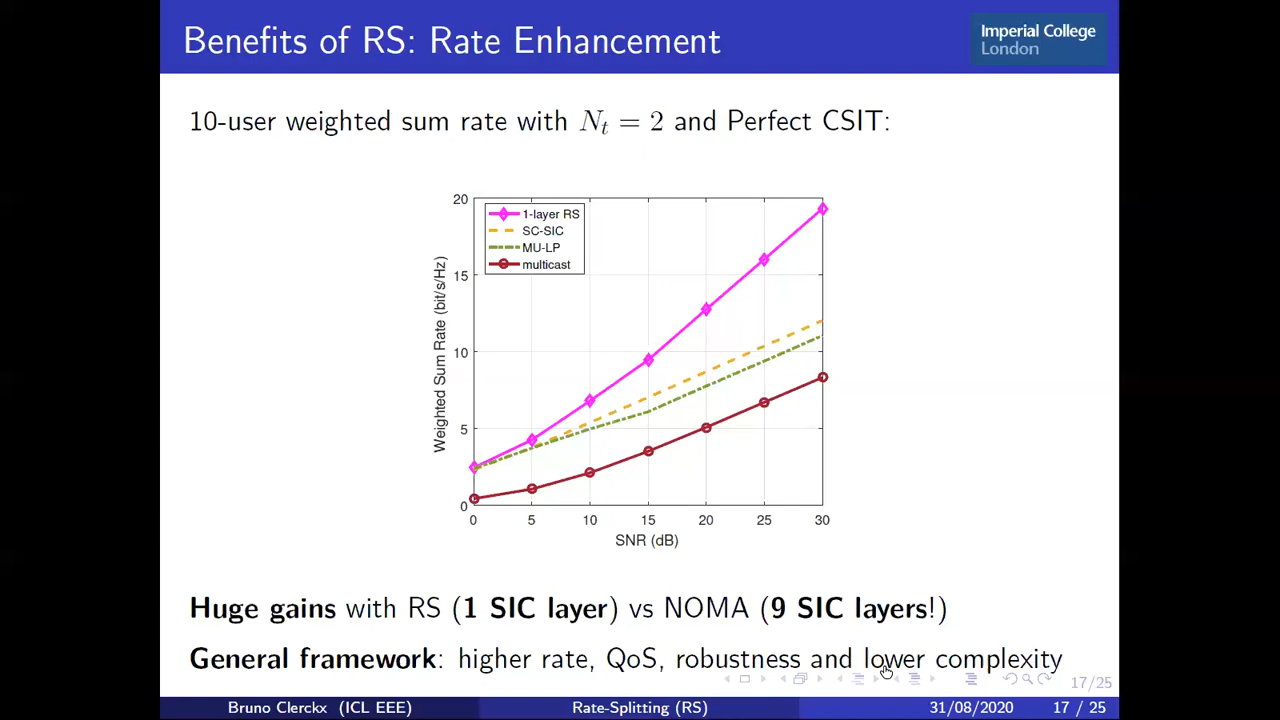 Benefits of RS: Rate Enhancement
Imperial College
London
10-user weighted sum rate with N_t = 2 and Perfect CSIT:
Weighted Sum Rate (bit/s/Hz)
20
15
10
5
0
1-layer RS
SC-SIC
MU-LP
multicast
0 5 10 15 20 25 30
SNR (dB)
Huge gains with RS (1 SIC layer) vs NOMA (9 SIC layers!)
General framework: higher rate, QoS, robustness and lower complexity
17/25
Bruno Clerckx (ICL EEE) Rate-Splitting (RS) 31/08/2020 17 / 25